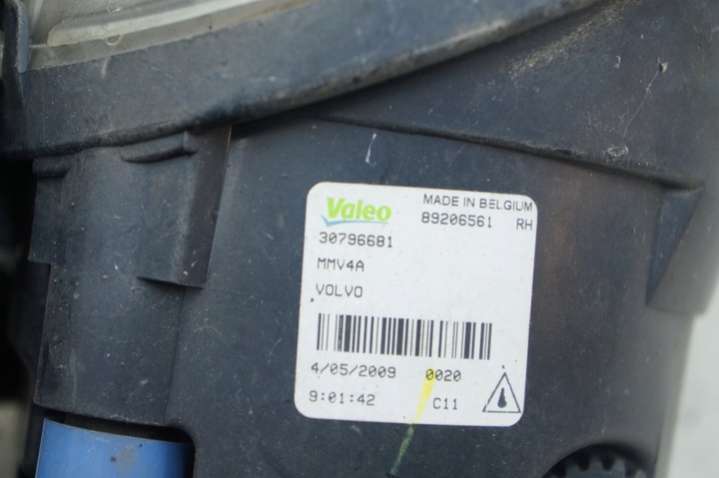 Valeo MADE IN BELGIUM
89206561 RH
30796681
MMV4A
VOLVO
4/05/2009 0020
9:01:42 C11